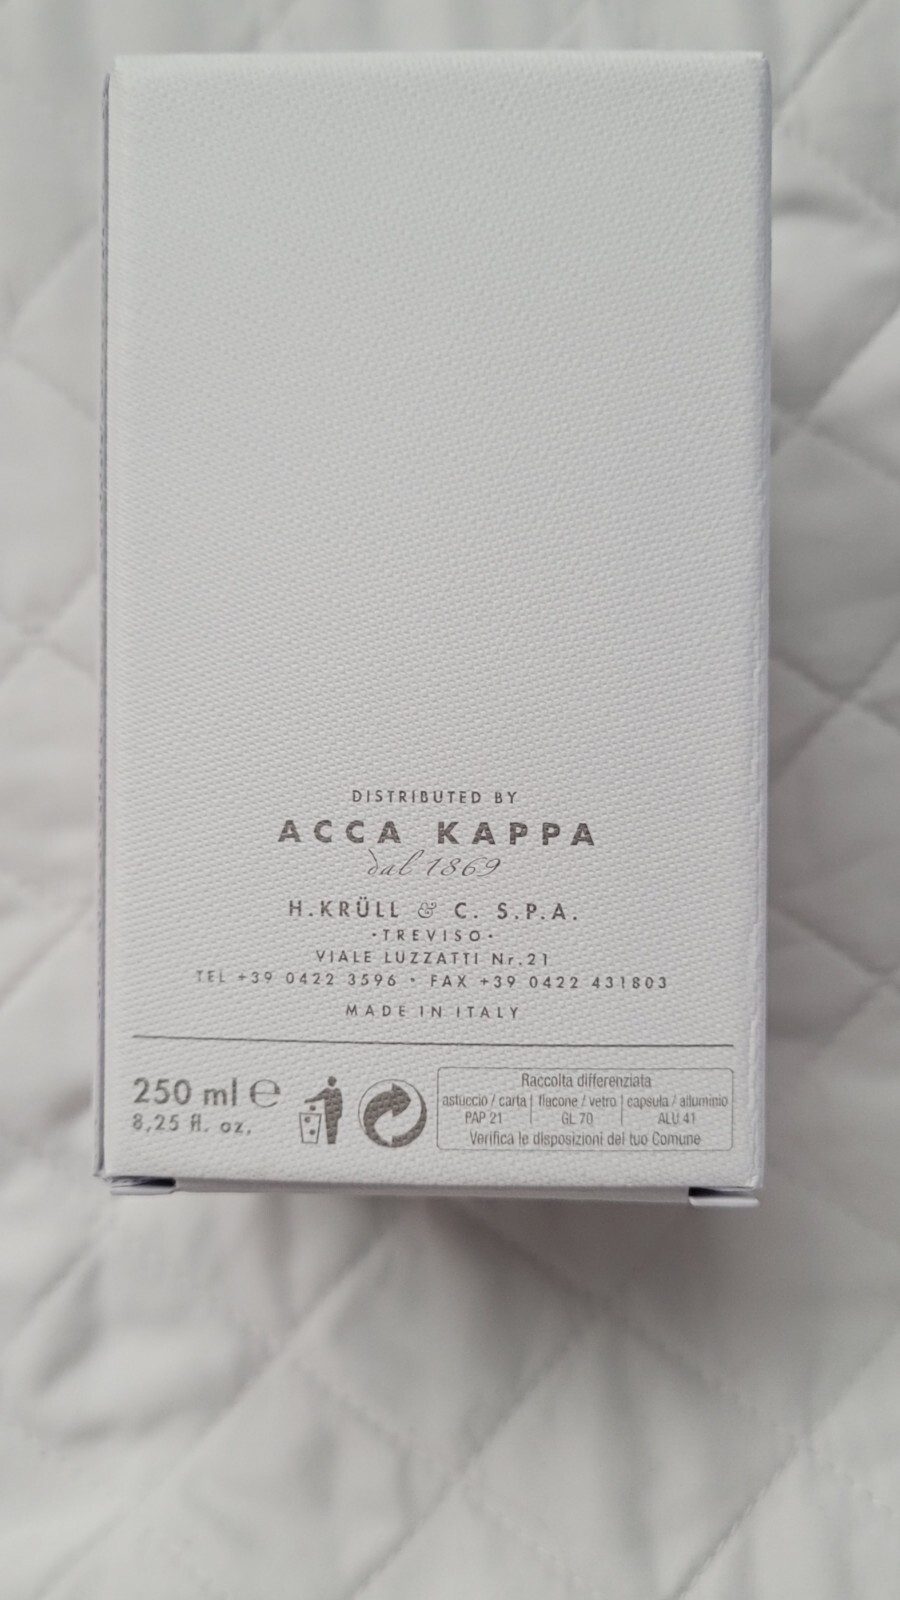 DISTRIBUTED BY
ACCA KAPPA
dal 1869
H.KRÜLL & C. S.P.A.
·TREVISO·
VIALE LUZZATTI Nr.21
TEL +39 0422 3596 · FAX +39 0422 431803
MADE IN ITALY
250 ml ℮
8,25 fl. oz.
Raccolta differenziata
astuccio / carta | flacone / vetro | capsula / alluminio
PAP 21 | GL 70 | ALU 41
Verifica le disposizioni del tuo Comune